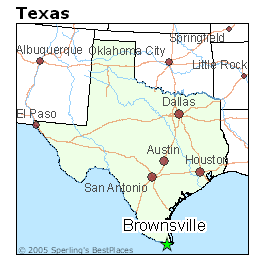 Texas
Springfield
Albuquerque
Oklahoma City
Little Rock
Dallas
El Paso
Austin
Houston
San Antonio
Brownsville
© 2005 Sperling's BestPlaces